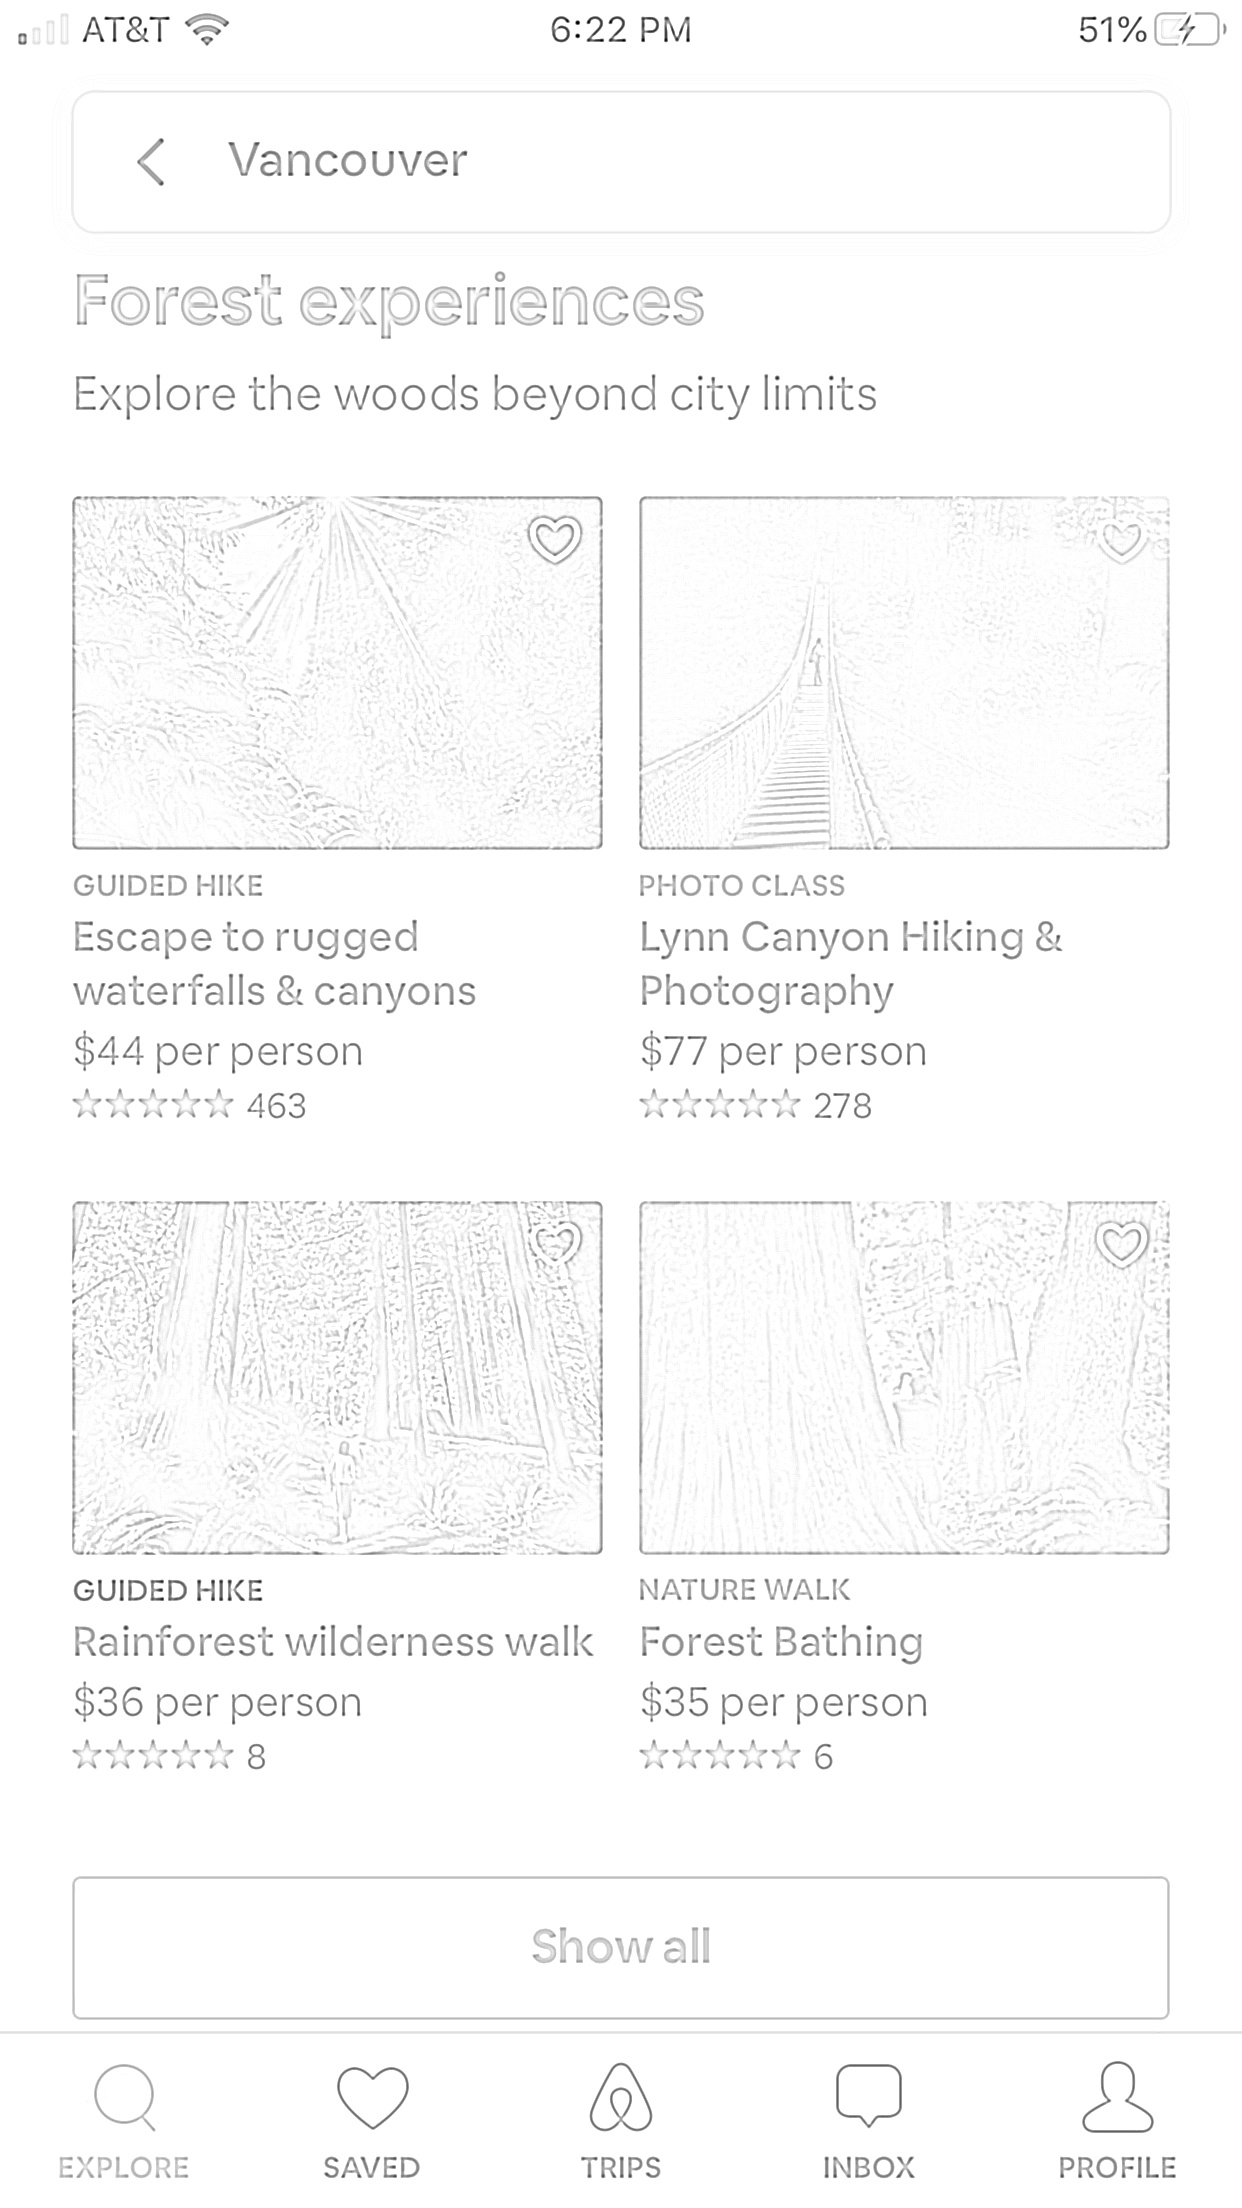 AT&T 6:22 PM 51%
Vancouver
Forest experiences
Explore the woods beyond city limits
GUIDED HIKE
Escape to rugged
waterfalls & canyons
$44 per person
463
PHOTO CLASS
Lynn Canyon Hiking &
Photography
$77 per person
278
GUIDED HIKE
Rainforest wilderness walk
$36 per person
8
NATURE WALK
Forest Bathing
$35 per person
6
Show all
EXPLORE SAVED TRIPS INBOX PROFILE